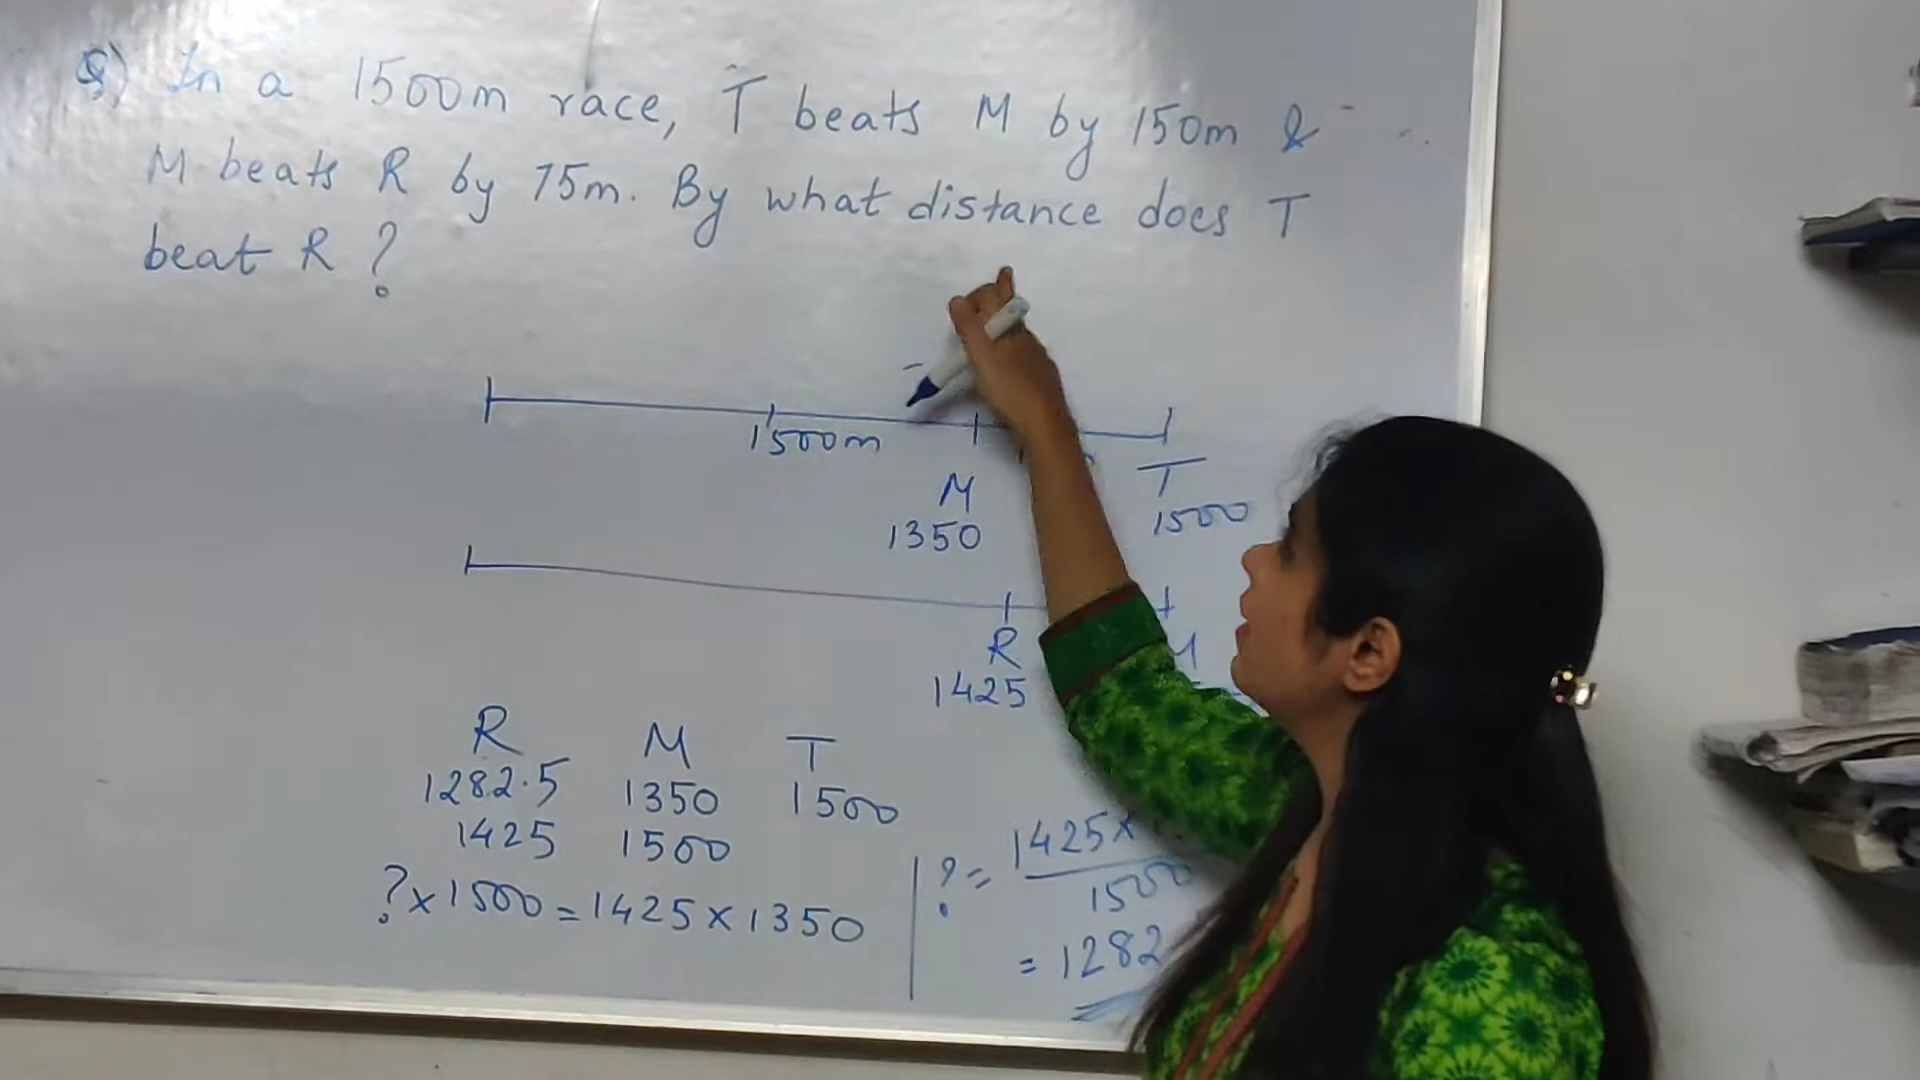 Q) In a 1500m race, T beats M by 150m &
M beats R by 75m. By what distance does T
beat R ?
1500m
M
T
1350
1500
R
M
1425
R M T
1282.5 1350 1500
1425 1500
? x 1500 = 1425 x 1350
? = 1425 x
1500
= 1282